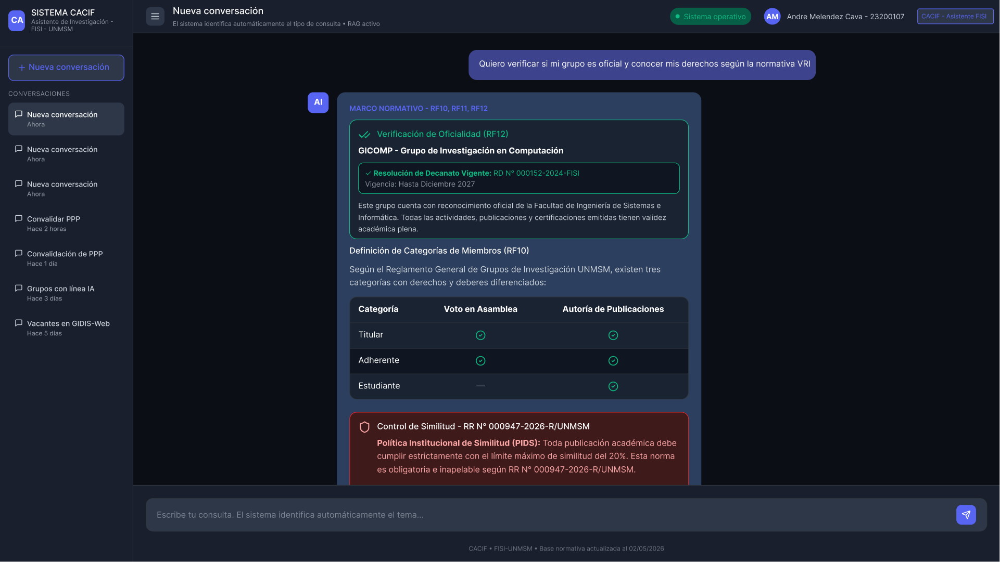 CA
SISTEMA CACIF
Asistente de Investigación -
FISI - UNMSM
+ Nueva conversación
CONVERSACIONES
Nueva conversación
Ahora
Nueva conversación
Ahora
Nueva conversación
Ahora
Convalidar PPP
Hace 2 horas
Convalidación de PPP
Hace 1 día
Grupos con línea IA
Hace 3 días
Vacantes en GIDIS-Web
Hace 5 días
Nueva conversación
El sistema identifica automáticamente el tipo de consulta • RAG activo
Sistema operativo
AM
Andre Melendez Cava - 23200107
CACIF - Asistente FISI
Quiero verificar si mi grupo es oficial y conocer mis derechos según la normativa VRI
AI
MARCO NORMATIVO - RF10, RF11, RF12
Verificación de Oficialidad (RF12)
GICOMP - Grupo de Investigación en Computación
✓ Resolución de Decanato Vigente: RD N° 000152-2024-FISI
Vigencia: Hasta Diciembre 2027
Este grupo cuenta con reconocimiento oficial de la Facultad de Ingeniería de Sistemas e
Informática. Todas las actividades, publicaciones y certificaciones emitidas tienen validez
académica plena.
Definición de Categorías de Miembros (RF10)
Según el Reglamento General de Grupos de Investigación UNMSM, existen tres
categorías con derechos y deberes diferenciados:
Categoría Voto en Asamblea Autoría de Publicaciones
Titular
Adherente
Estudiante —
Control de Similitud - RR N° 000947-2026-R/UNMSM
Política Institucional de Similitud (PIDS): Toda publicación académica debe
cumplir estrictamente con el límite máximo de similitud del 20%. Esta norma
es obligatoria e inapelable según RR N° 000947-2026-R/UNMSM.
Escribe tu consulta. El sistema identifica automáticamente el tema...
CACIF • FISI-UNMSM • Base normativa actualizada al 02/05/2026